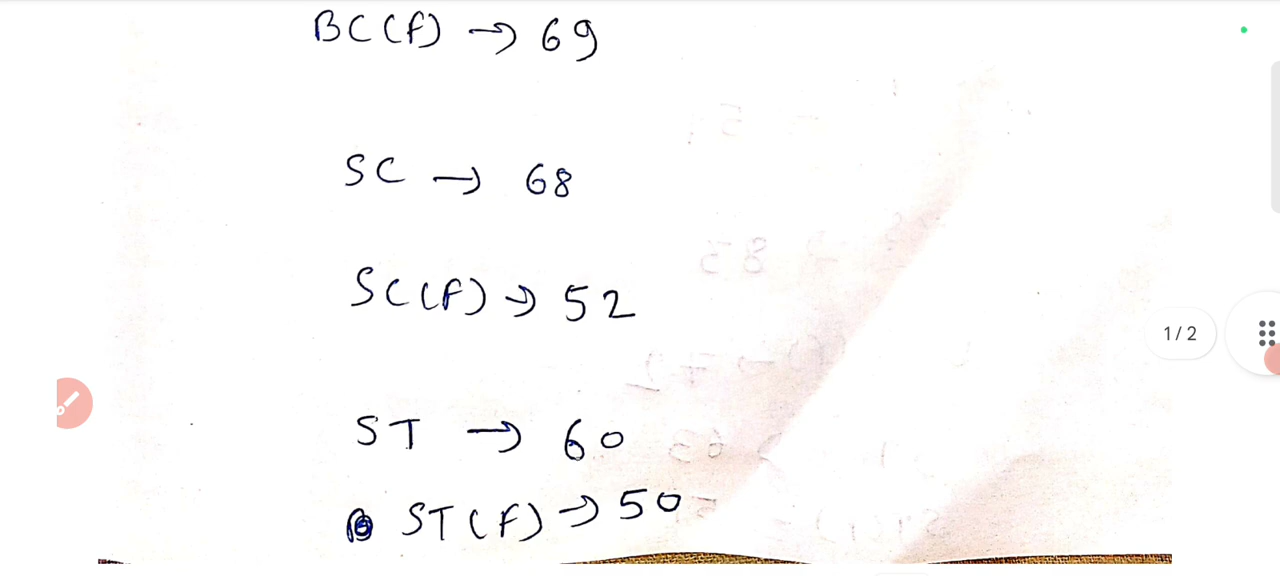 BC(f) → 69
SC → 68
SC(f) → 52
1 / 2
ST → 60
ST(f) → 50